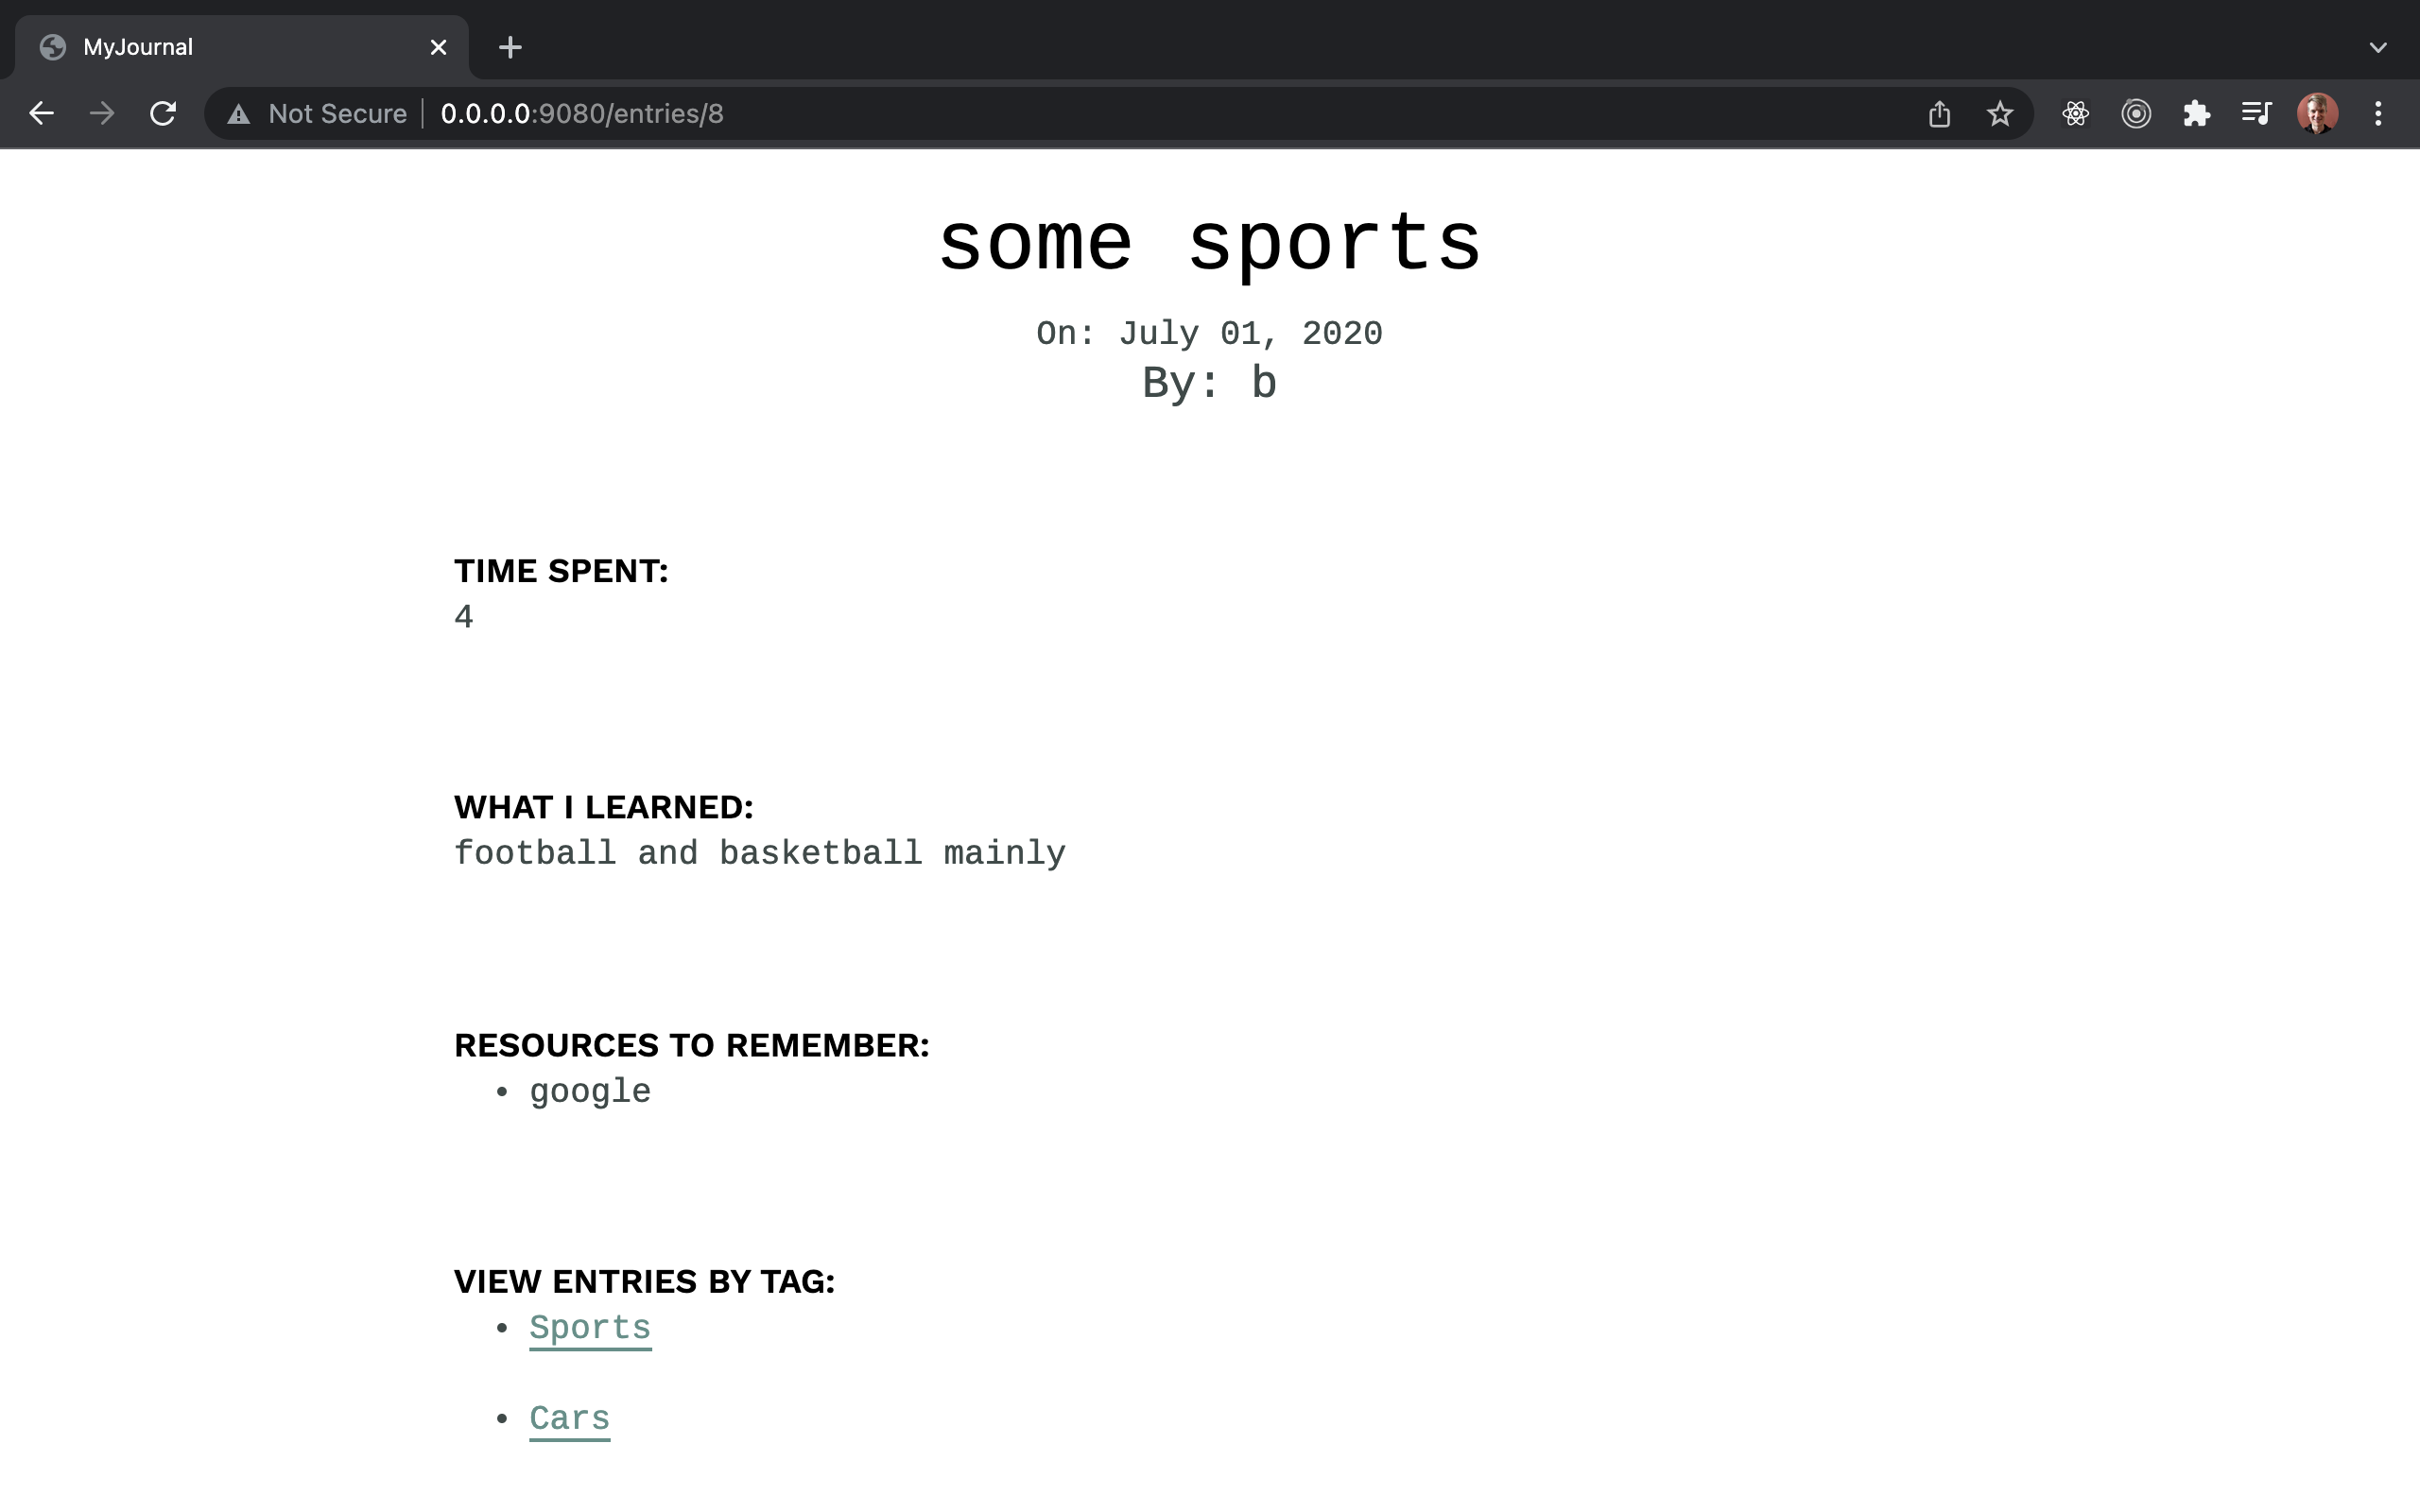 MyJournal
Not Secure
0.0.0.0:9080/entries/8
some sports
On: July 01, 2020
By: b
TIME SPENT:
4
WHAT I LEARNED:
football and basketball mainly
RESOURCES TO REMEMBER:
• google
VIEW ENTRIES BY TAG:
• Sports
• Cars